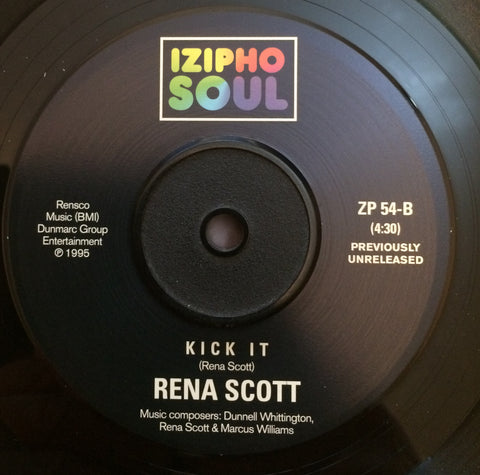 IZIPHO
SOUL
Rensco
Music (BMI)
Dunmarc Group
Entertainment
℗ 1995
ZP 54-B
(4:30)
PREVIOUSLY
UNRELEASED
KICK IT
(Rena Scott)
RENA SCOTT
Music composers: Dunnell Whittington,
Rena Scott & Marcus Williams